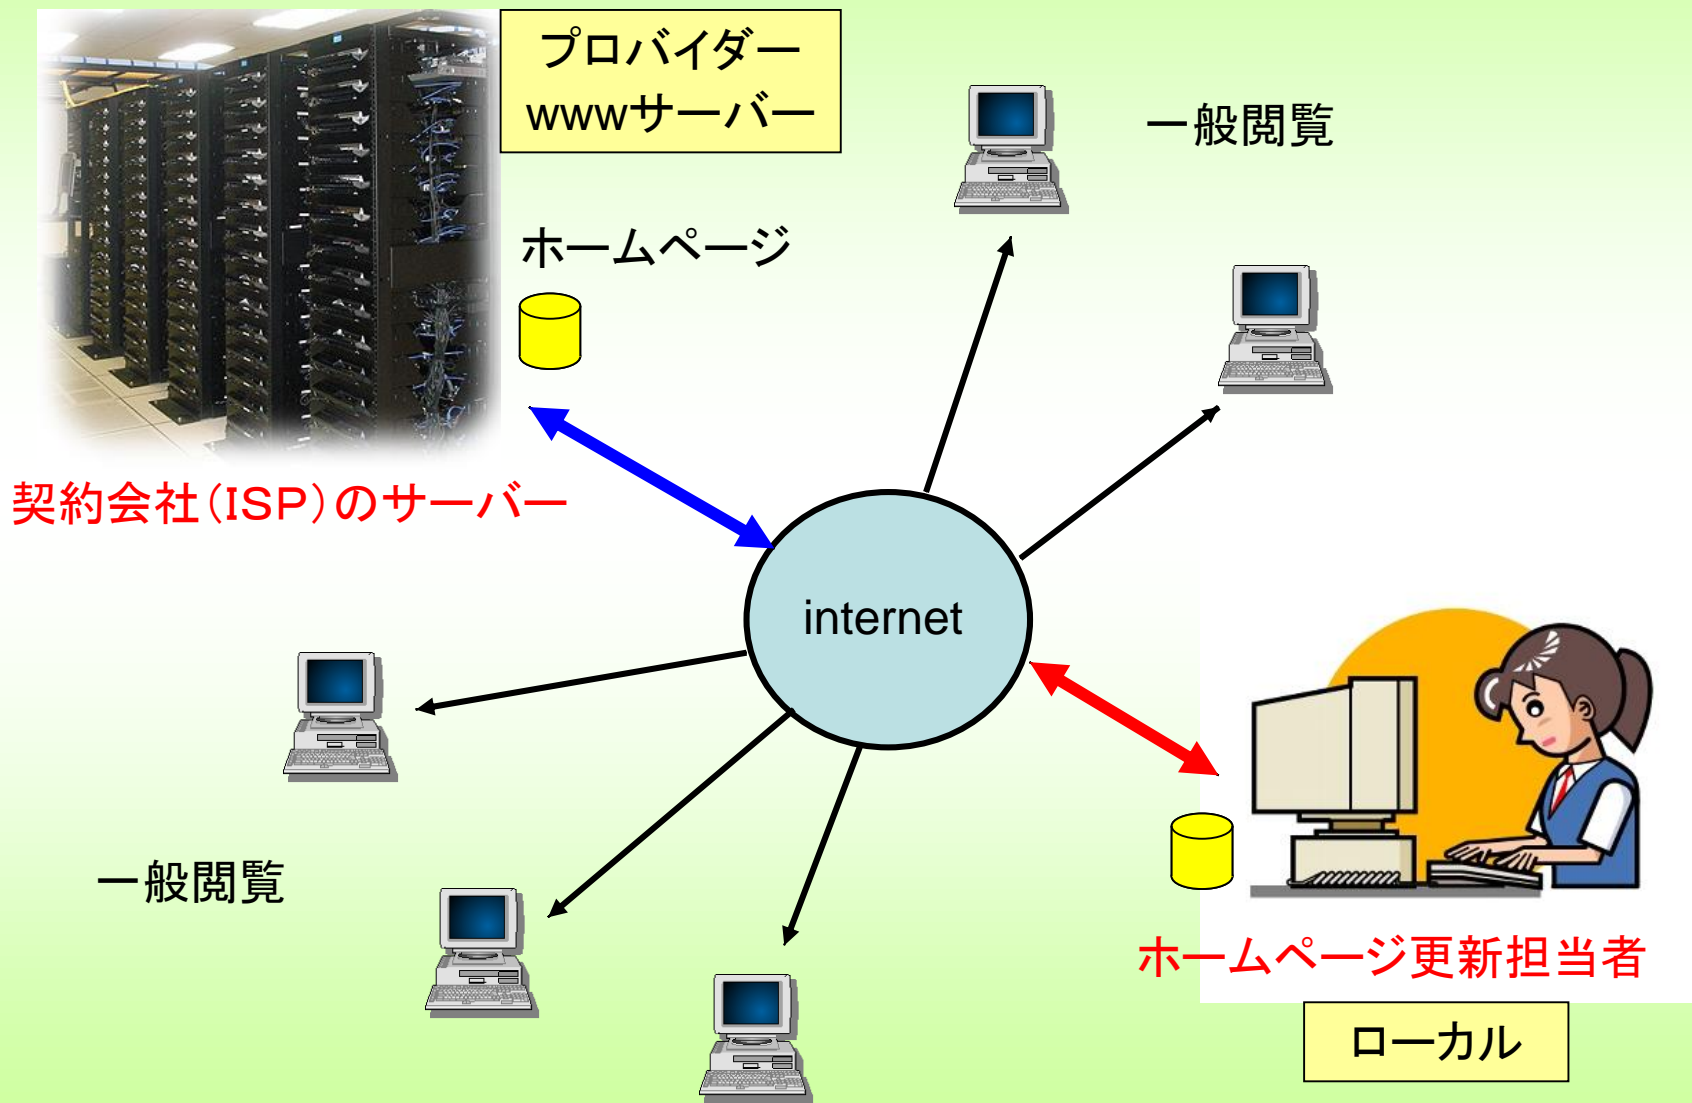 プロバイダー
wwwサーバー
一般閲覧
ホームページ
契約会社(ISP)のサーバー
internet
一般閲覧
ホームページ更新担当者
ローカル